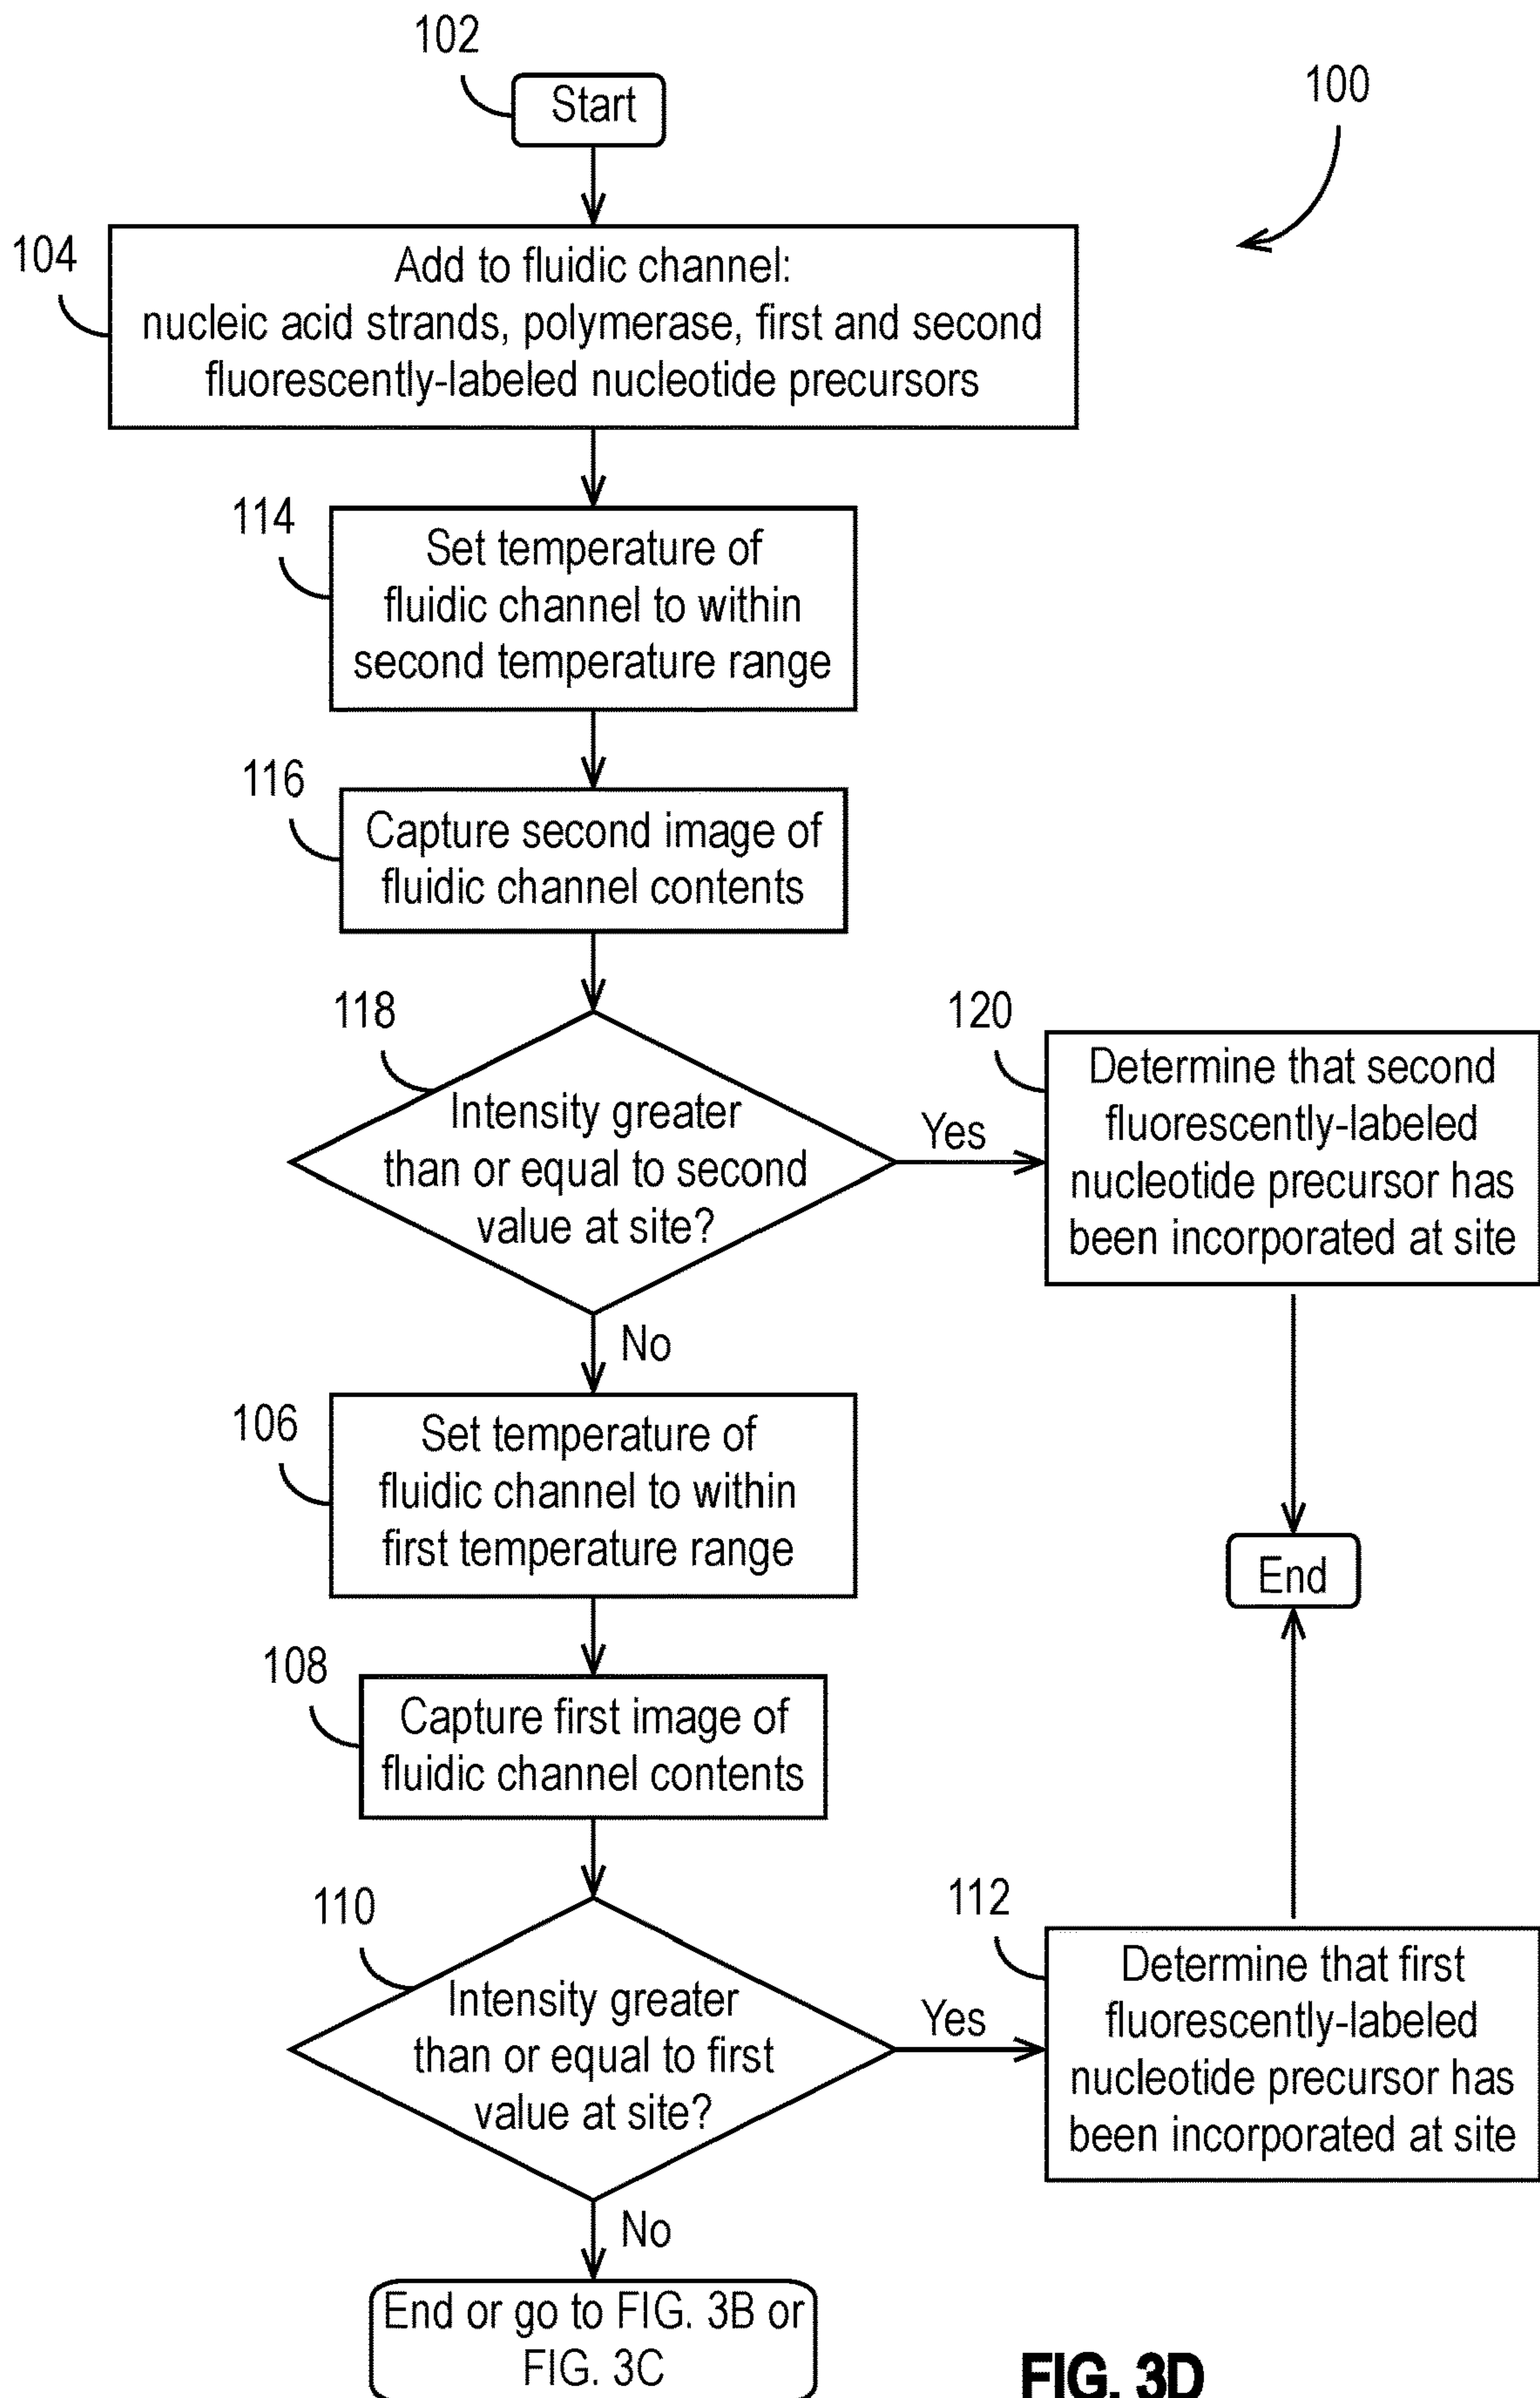 102
Start
100
104
Add to fluidic channel:
nucleic acid strands, polymerase, first and second
fluorescently-labeled nucleotide precursors
114
Set temperature of
fluidic channel to within
second temperature range
116
Capture second image of
fluidic channel contents
118
Intensity greater
than or equal to second
value at site?
Yes
120
Determine that second
fluorescently-labeled
nucleotide precursor has
been incorporated at site
No
106
Set temperature of
fluidic channel to within
first temperature range
End
108
Capture first image of
fluidic channel contents
110
Intensity greater
than or equal to first
value at site?
Yes
112
Determine that first
fluorescently-labeled
nucleotide precursor has
been incorporated at site
No
End or go to FIG. 3B or
FIG. 3C
FIG. 3D